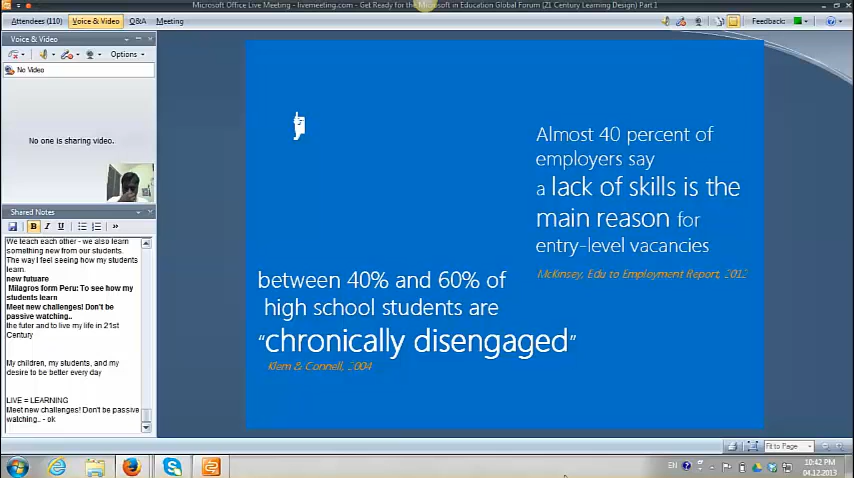 Microsoft Office Live Meeting - livemeeting.com - Get Ready for the Microsoft in Education Global Forum (21 Century Learning Design) Part 1
Attendees (110)
Voice & Video
Q&A
Meeting
Feedback:
Voice & Video
Options
No Video
No one is sharing video.
Shared Notes
B I U
We teach each other - we also learn
something new from our students.
The way I feel seeing how my students
learn.
new futuare
Milagros form Peru: To see how my
students learn
Meet new challenges! Don't be
passive watching..
the futer and to live my life in 21st
Century
My children, my students, and my
desire to be better every day
LIVE = LEARNING
Meet new challenges! Don't be passive
watching.. - ok
Almost 40 percent of
employers say
a lack of skills is the
main reason for
entry-level vacancies
McKinsey, Edu to Employment Report, 2012
between 40% and 60% of
high school students are
“chronically disengaged”
Klem & Connell, 2004
Fit to Page
EN
10:42 PM
04.12.2013